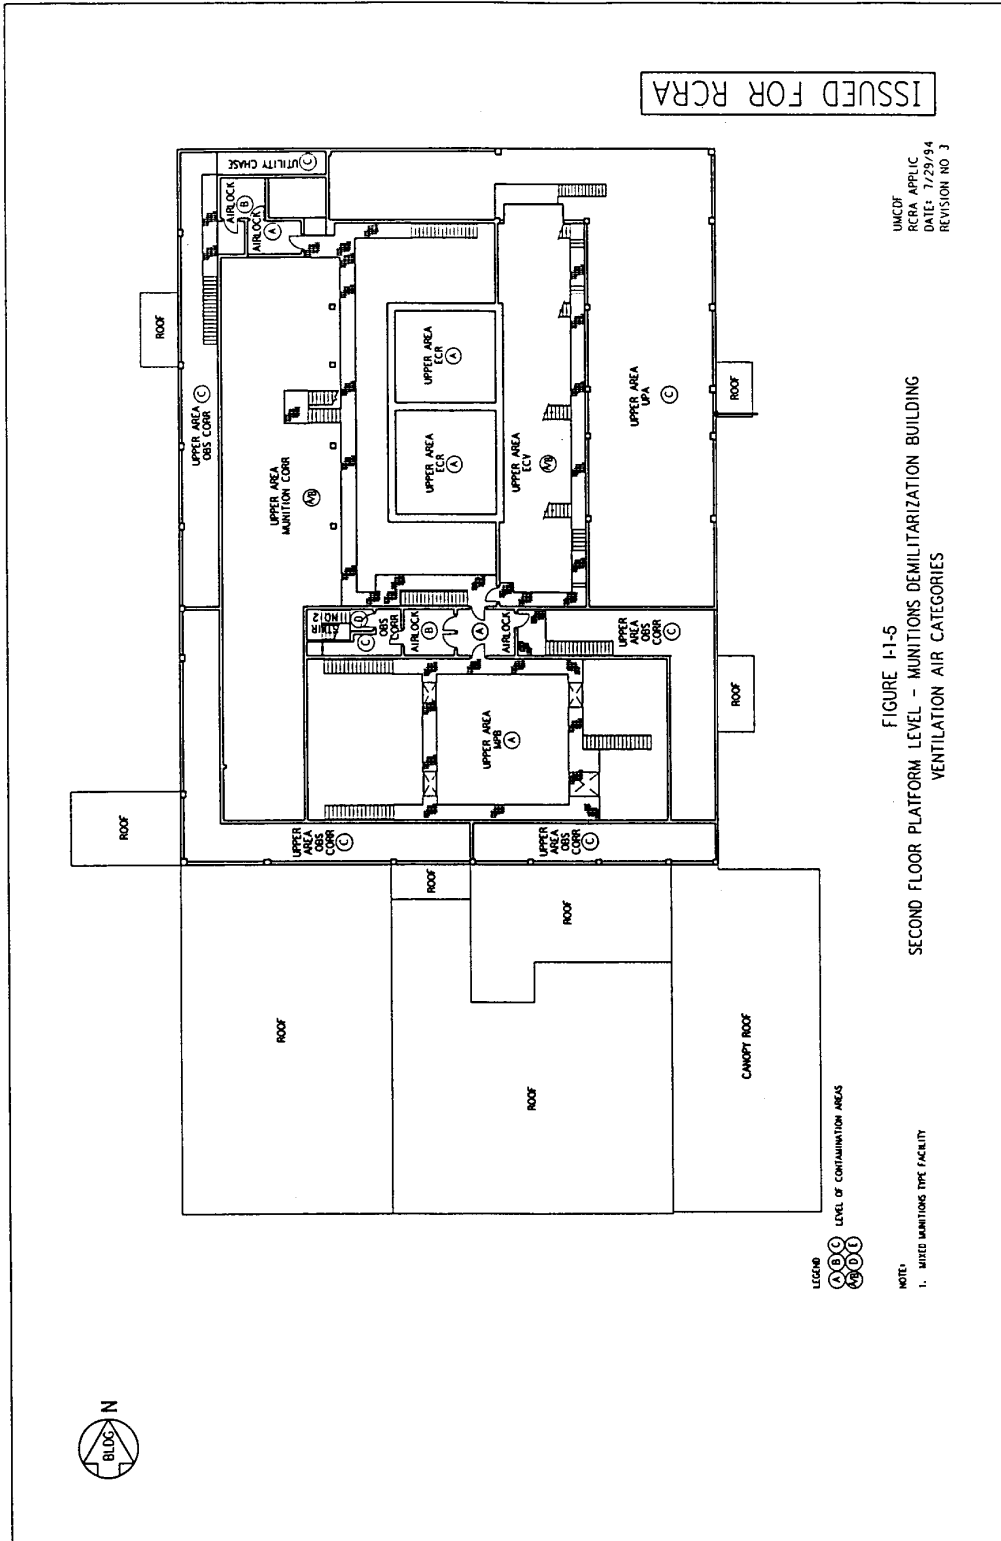 ISSUED FOR RCRA
UMCDF
RCRA APPLIC
DATE: 7/29/94
REVISION NO 3
UTILITY CHASE
C
AIRLOCK
B
AIRLOCK
A
ROOF
UPPER AREA
OBS CORR
C
UPPER AREA
MUNITION CORR
A/B
UPPER AREA
ECR
A
UPPER AREA
ECR
A
UPPER AREA
ECV
A/B
UPPER AREA
UPA
C
ROOF
STAIR
NO. 2
D
OBS
CORR
C
AIRLOCK
B
A
AIRLOCK
UPPER
AREA
OBS
CORR
C
ROOF
UPPER AREA
MPB
A
ROOF
UPPER
AREA
OBS
CORR
C
UPPER
AREA
OBS
CORR
C
ROOF
ROOF
ROOF
ROOF
CANOPY ROOF
FIGURE I-1-5
SECOND FLOOR PLATFORM LEVEL - MUNITIONS DEMILITARIZATION BUILDING
VENTILATION AIR CATEGORIES
LEGEND
A B C LEVEL OF CONTAMINATION AREAS
A/B D E
NOTE:
1. MIXED MUNITIONS TYPE FACILITY
BLDG N